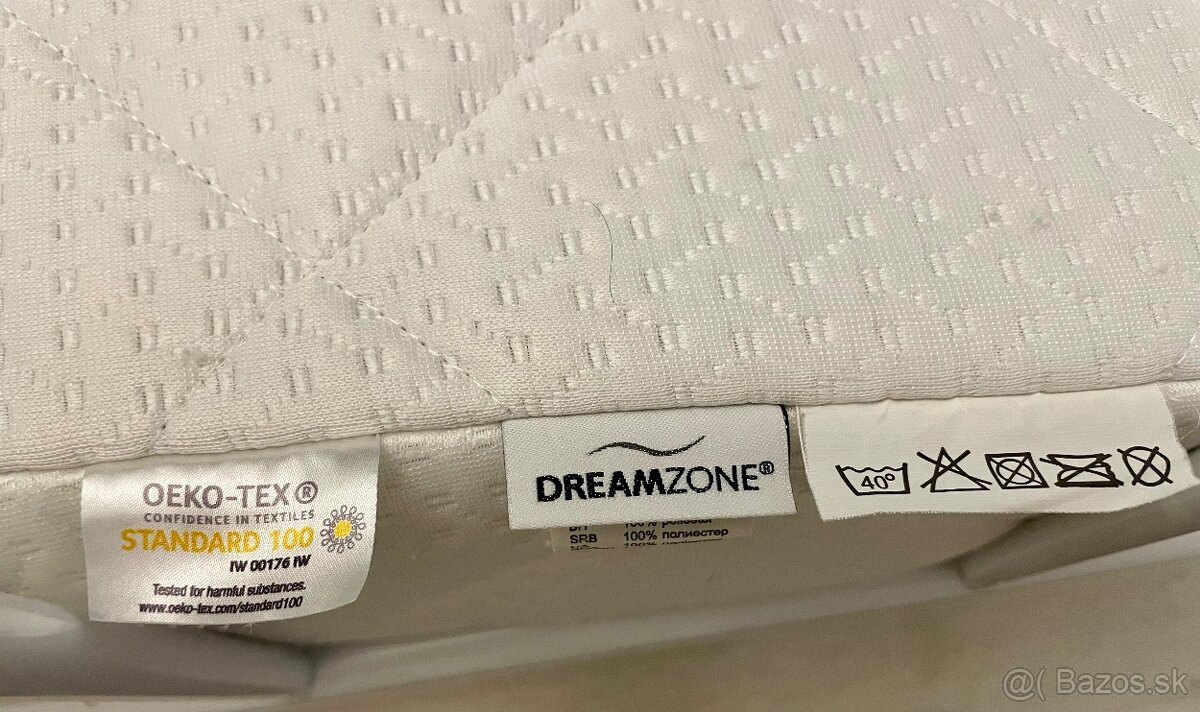 OEKO-TEX®
CONFIDENCE IN TEXTILES
STANDARD 100
IW 00176 IW
Tested for harmful substances.
www.oeko-tex.com/standard100
DREAMZONE®
SRB 100% полиестер
40°
@( Bazos.sk